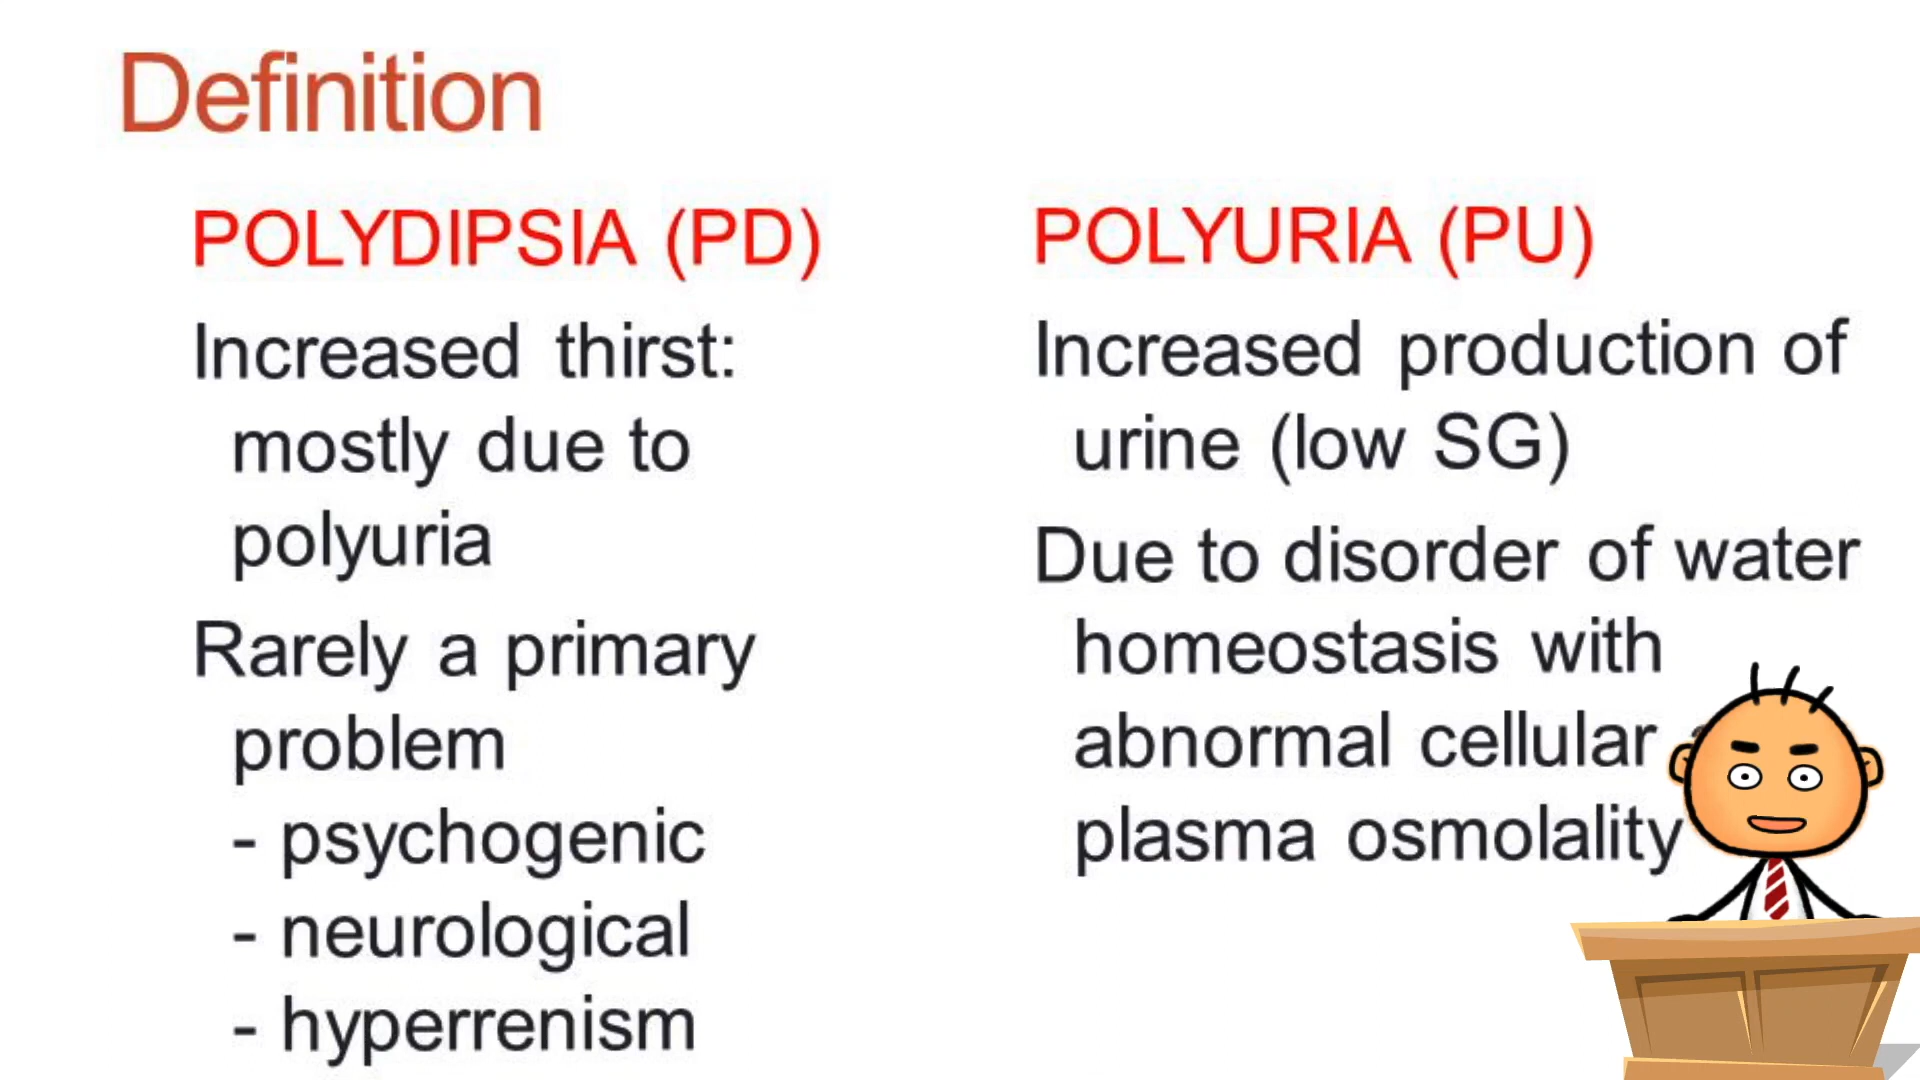 Definition
POLYDIPSIA (PD)
Increased thirst:
mostly due to
polyuria
Rarely a primary
problem
- psychogenic
- neurological
- hyperrenism
POLYURIA (PU)
Increased production of
urine (low SG)
Due to disorder of water
homeostasis with
abnormal cellular
plasma osmolality